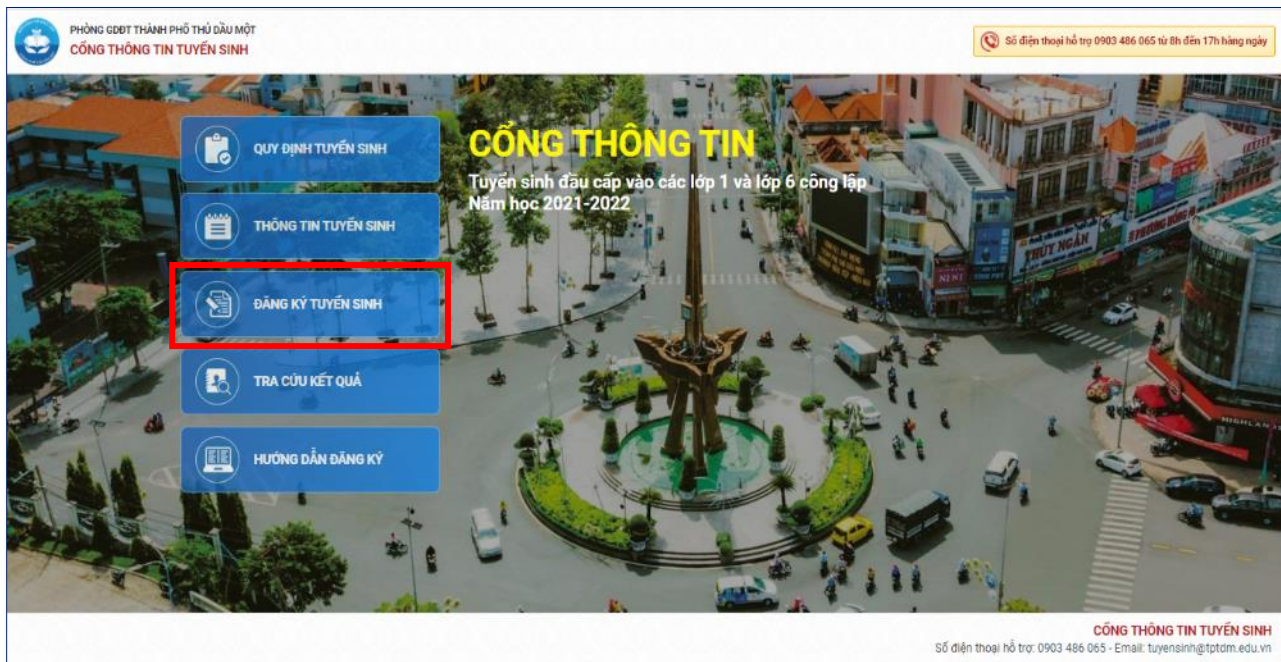 PHÒNG GDĐT THÀNH PHỐ THỦ DẦU MỘT
CỔNG THÔNG TIN TUYỂN SINH
Số điện thoại hỗ trợ 0903 486 065 từ 8h đến 17h hàng ngày
QUY ĐỊNH TUYỂN SINH
THÔNG TIN TUYỂN SINH
ĐĂNG KÝ TUYỂN SINH
TRA CỨU KẾT QUẢ
HƯỚNG DẪN ĐĂNG KÝ
CỔNG THÔNG TIN
Tuyển sinh đầu cấp vào các lớp 1 và lớp 6 công lập
Năm học 2021-2022
THÚY NGÂN
NINI
CỔNG THÔNG TIN TUYỂN SINH
Số điện thoại hỗ trợ: 0903 486 065 - Email: tuyensinh@tptdm.edu.vn